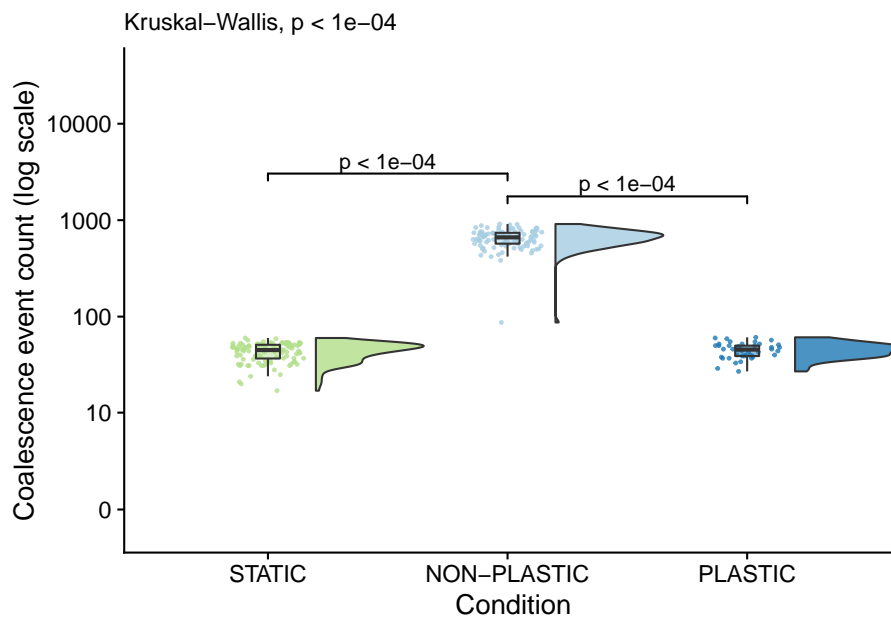 Kruskal−Wallis, p < 1e−04
Coalescence event count (log scale)
10000
1000
100
10
0
p < 1e−04
p < 1e−04
STATIC
NON−PLASTIC
PLASTIC
Condition